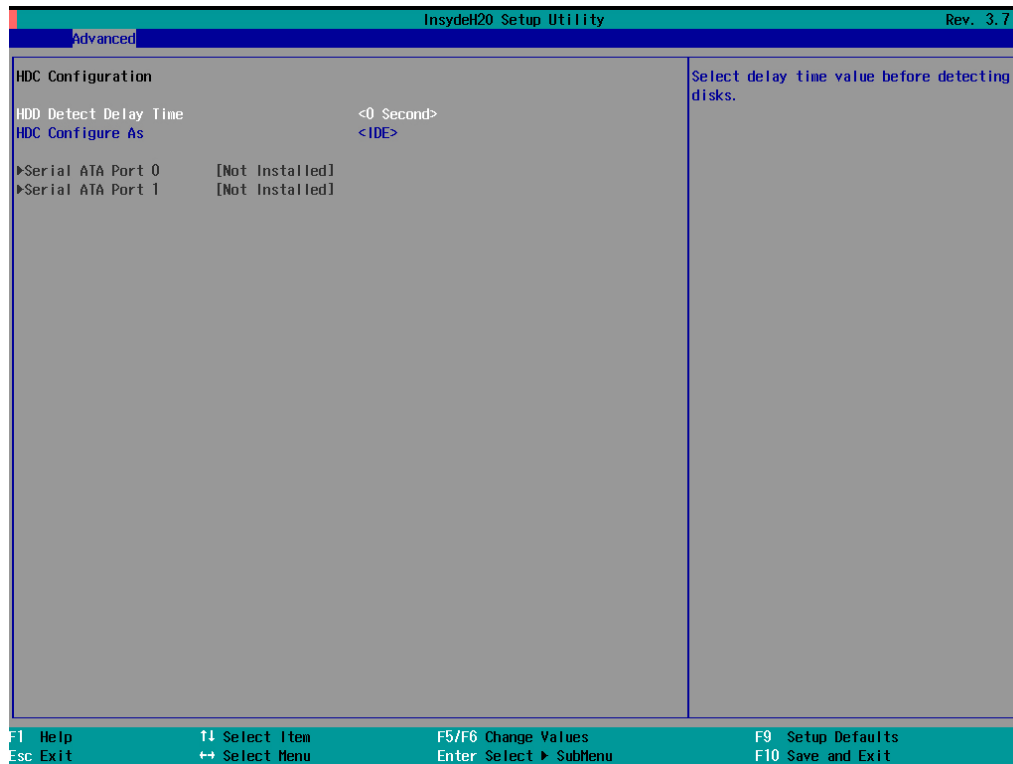 InsydeH20 Setup Utility Rev. 3.7
Advanced
HDC Configuration
HDD Detect Delay Time <0 Second>
HDC Configure As <IDE>
▶Serial ATA Port 0 [Not Installed]
▶Serial ATA Port 1 [Not Installed]
Select delay time value before detecting
disks.
F1 Help ↑↓ Select Item F5/F6 Change Values F9 Setup Defaults
Esc Exit ↔ Select Menu Enter Select ▶ SubMenu F10 Save and Exit